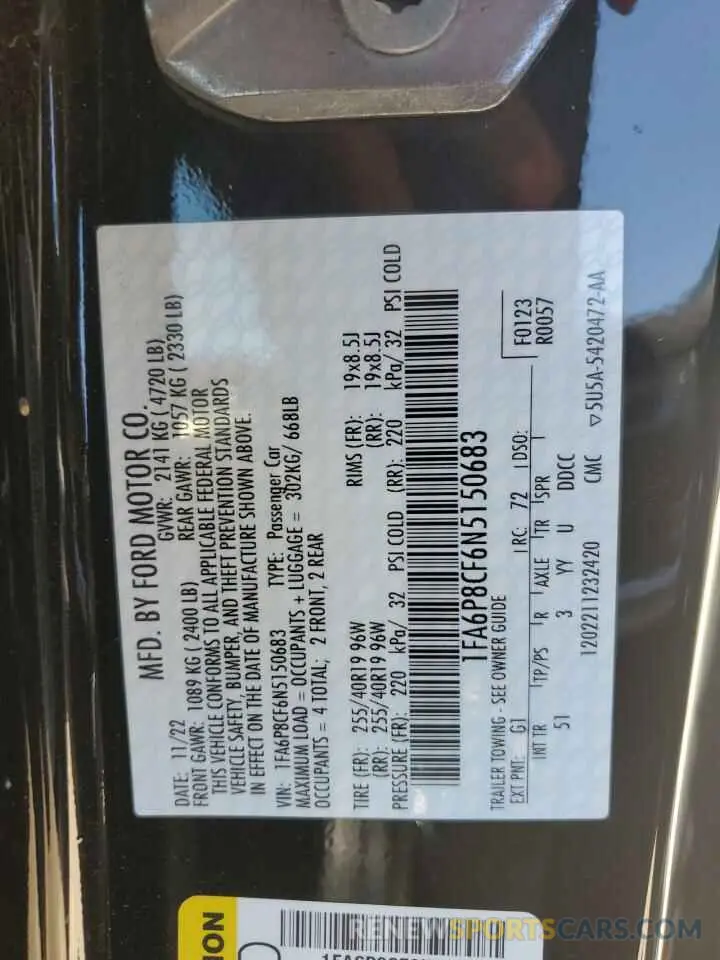 MFD. BY FORD MOTOR CO.
DATE: 11/22 GVWR: 2141 KG ( 4720 LB)
FRONT GAWR: 1089 KG ( 2400 LB) REAR GAWR: 1057 KG ( 2330 LB)
THIS VEHICLE CONFORMS TO ALL APPLICABLE FEDERAL MOTOR
VEHICLE SAFETY, BUMPER, AND THEFT PREVENTION STANDARDS
IN EFFECT ON THE DATE OF MANUFACTURE SHOWN ABOVE.
VIN: 1FA6P8CF6N5150683 TYPE: Passenger Car
MAXIMUM LOAD = OCCUPANTS + LUGGAGE = 302KG/ 668LB
OCCUPANTS = 4 TOTAL; 2 FRONT, 2 REAR
TIRE (FR): 255/40R19 96W RIMS (FR): 19x8.5J
(RR): 255/40R19 96W (RR): 19x8.5J
PRESSURE (FR): 220 kPa/ 32 PSI COLD (RR): 220 kPa/ 32 PSI COLD
1FA6P8CF6N5150683
TRAILER TOWING - SEE OWNER GUIDE
EXT PNT: G1 RC: 72 DSO: F0123
R0057
INT TR TP/PS R AXLE TR SPR
51 3 YY U DDCC
1202211232420 CMC ▽5U5A-5420472-AA
RENEWSPORTSCARS.COM